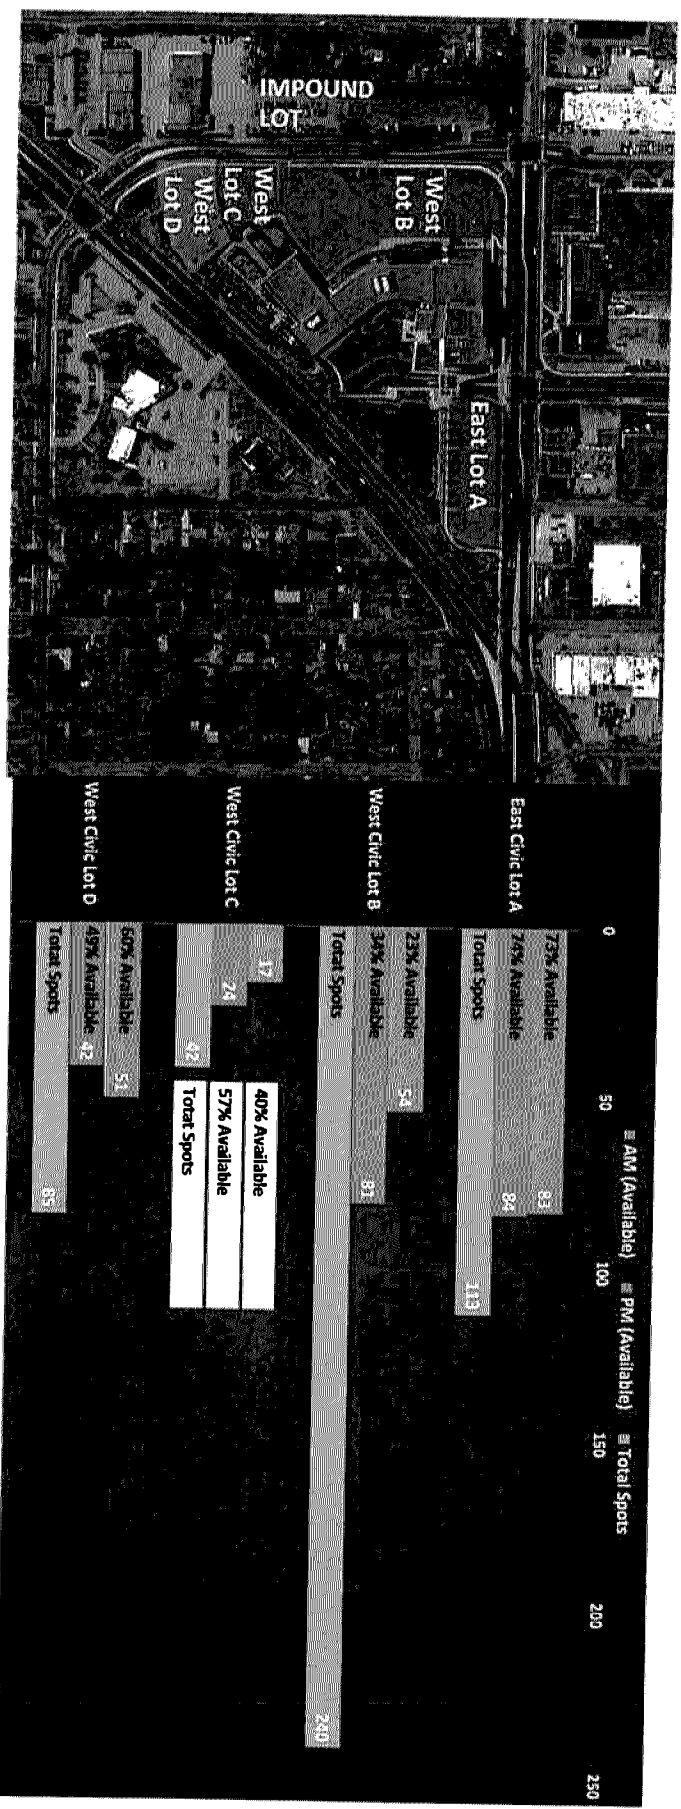 IMPOUND
LOT
West
Lot B
West
Lot C
West
Lot D
East Lot A
AM (Available)
PM (Available)
Total Spots
0
50
100
150
200
250
East Civic Lot A
73% Available
83
74% Available
84
Total Spots
113
West Civic Lot B
23% Available
54
34% Available
81
Total Spots
240
West Civic Lot C
17
24
42
40% Available
57% Available
Total Spots
West Civic Lot D
60% Available
51
49% Available
42
Total Spots
85